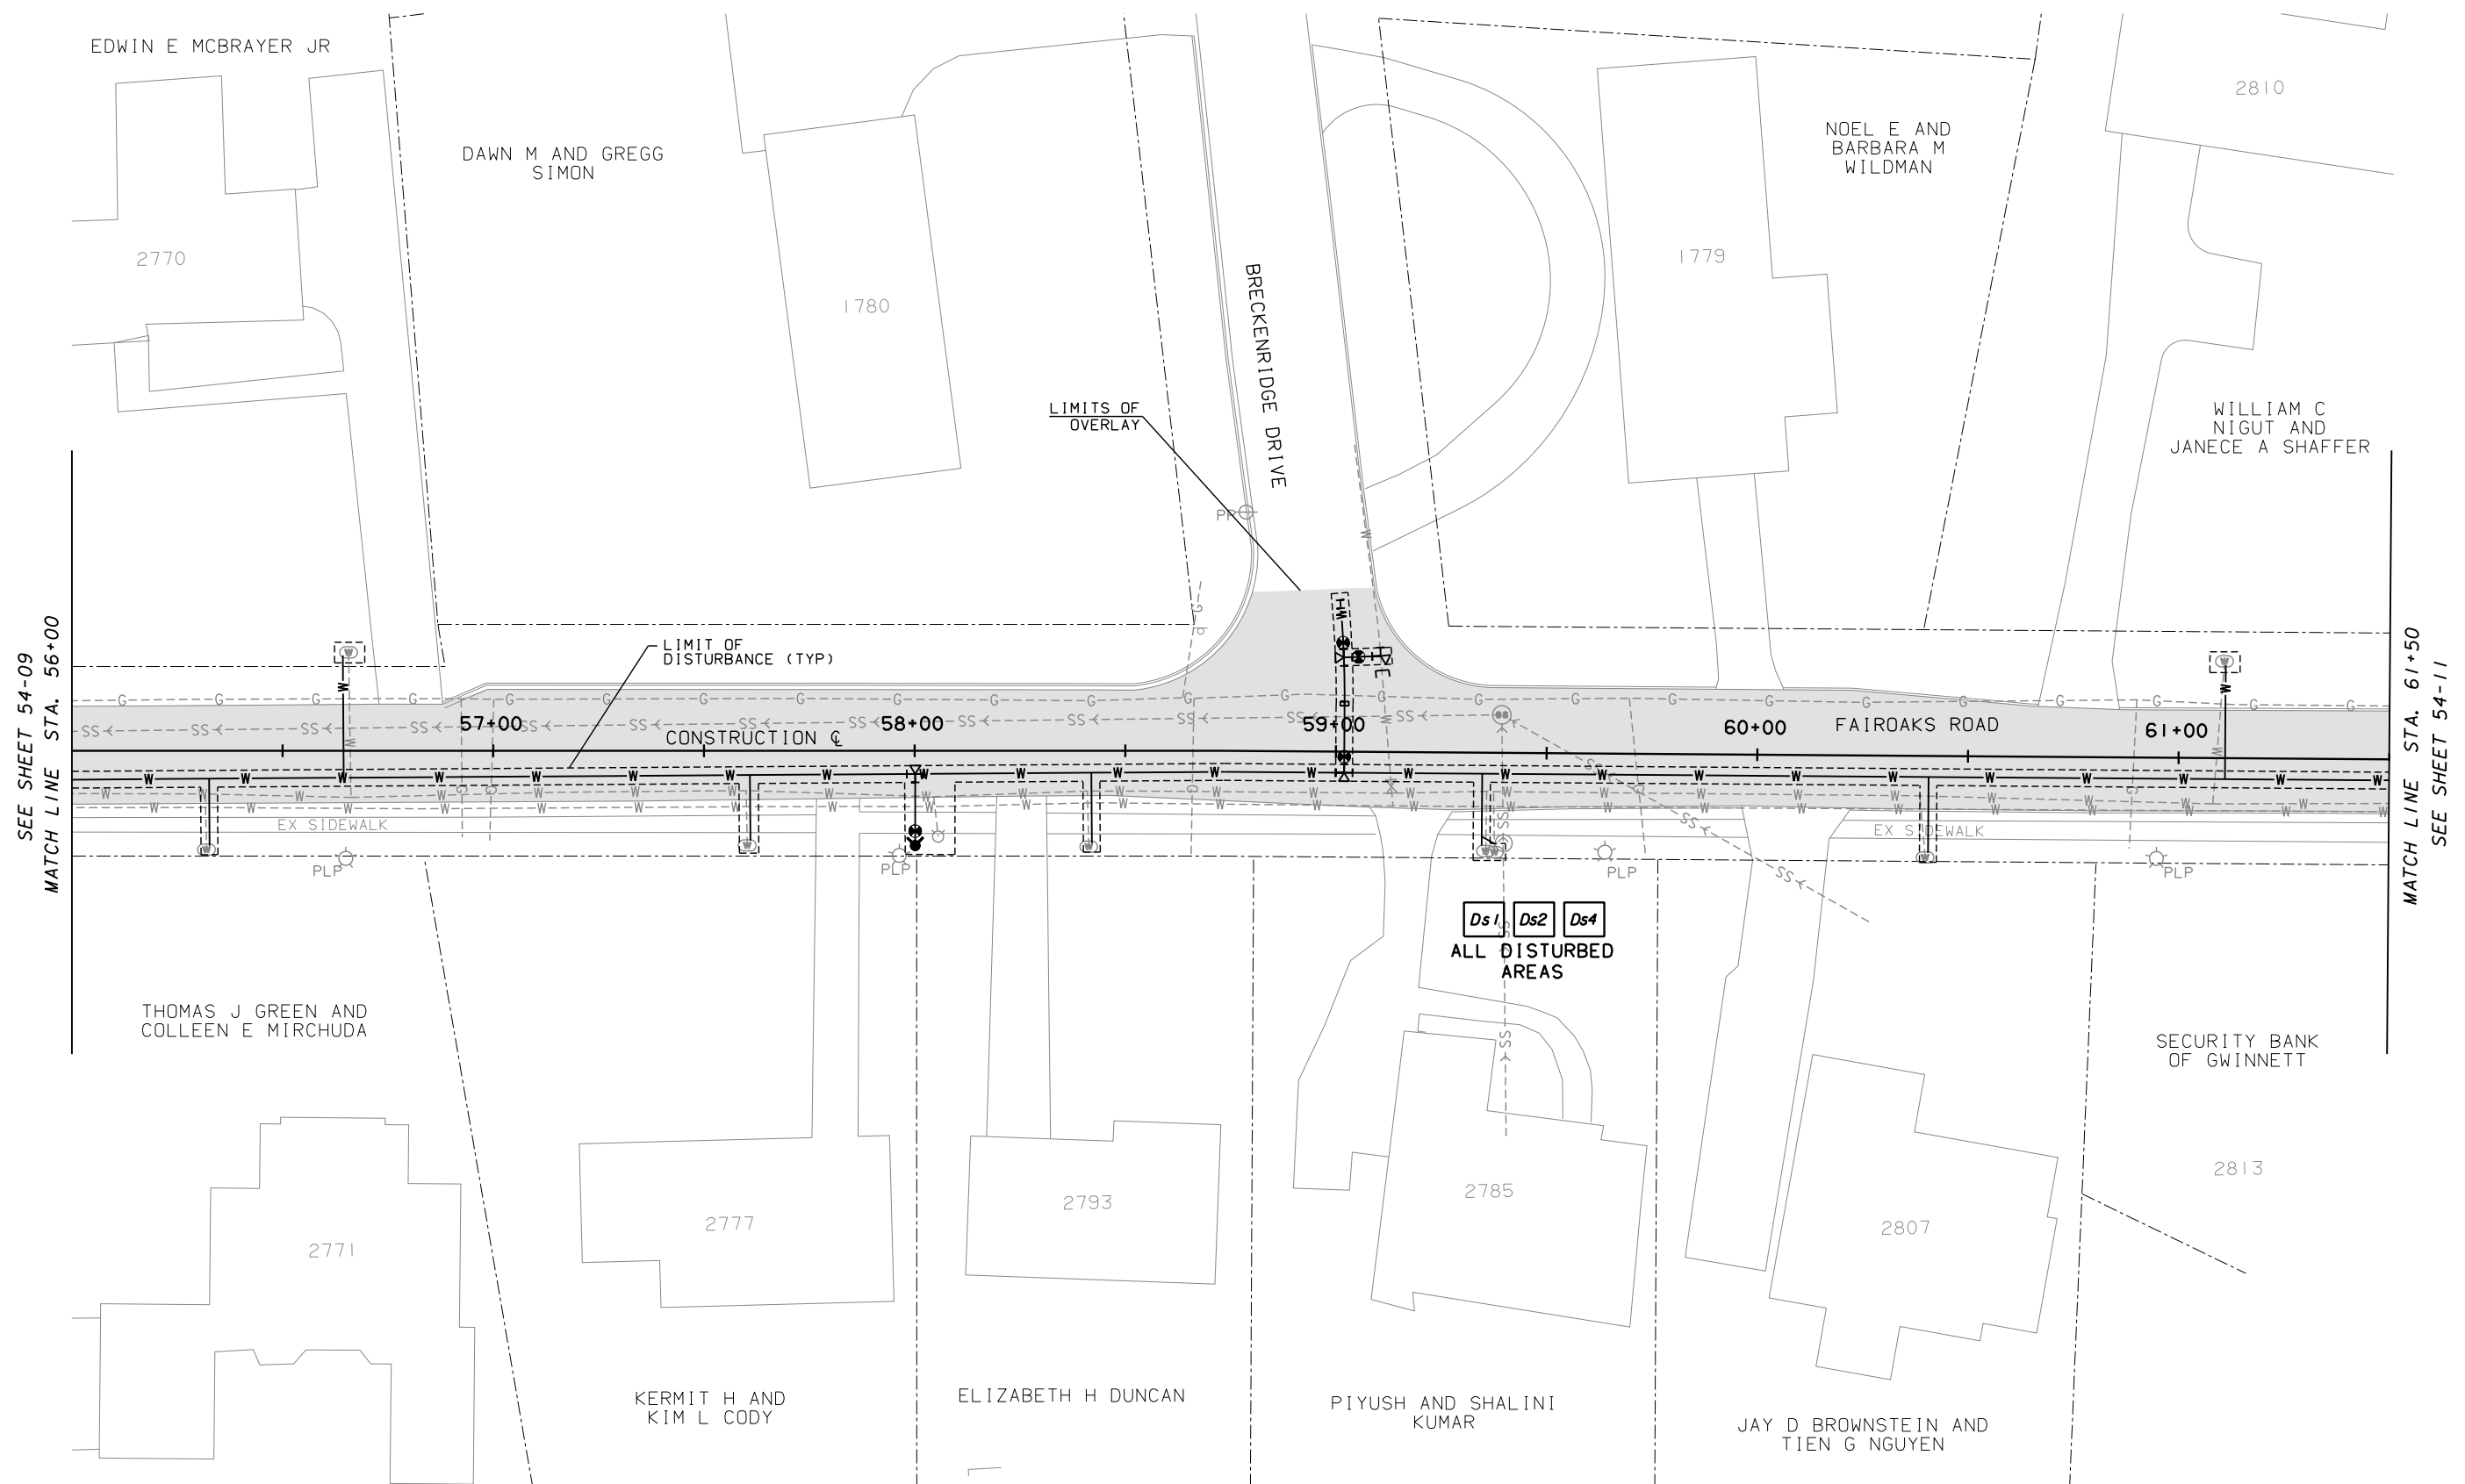 EDWIN E MCBRAYER JR
2770
DAWN M AND GREGG
SIMON
1780
BRECKENRIDGE DRIVE
LIMITS OF
OVERLAY
1779
NOEL E AND
BARBARA M
WILDMAN
2810
WILLIAM C
NIGUT AND
JANECE A SHAFFER
PP
LIMIT OF
DISTURBANCE (TYP)
SEE SHEET 54-09
MATCH LINE STA. 56+00
57+00
58+00
59+00
60+00
61+00
CONSTRUCTION ℄
FAIROAKS ROAD
MATCH LINE STA. 61+50
SEE SHEET 54-11
EX SIDEWALK
EX SIDEWALK
PLP
PLP
PLP
PLP
Ds1 Ds2 Ds4
ALL DISTURBED
AREAS
THOMAS J GREEN AND
COLLEEN E MIRCHUDA
2771
2777
KERMIT H AND
KIM L CODY
2793
ELIZABETH H DUNCAN
2785
PIYUSH AND SHALINI
KUMAR
2807
JAY D BROWNSTEIN AND
TIEN G NGUYEN
SECURITY BANK
OF GWINNETT
2813